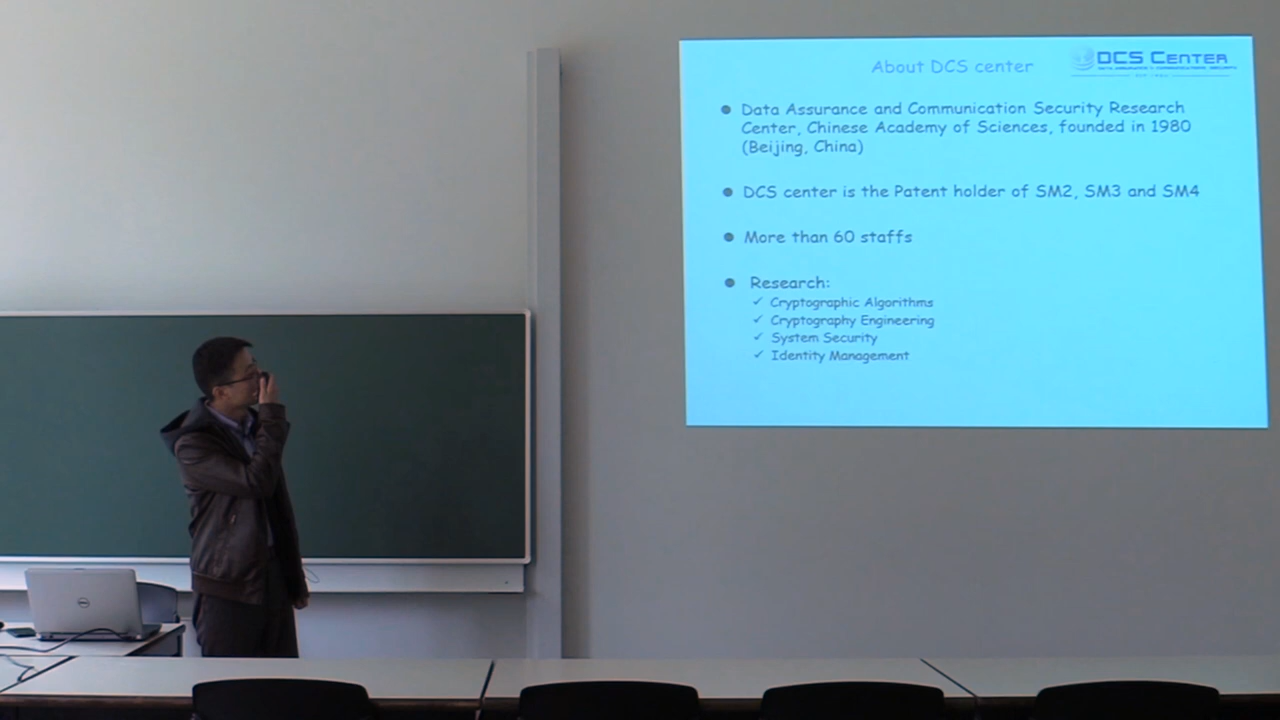 About DCS center
DCS CENTER
Data Assurance and Communication Security Research
Center, Chinese Academy of Sciences, founded in 1980
(Beijing, China)
DCS center is the Patent holder of SM2, SM3 and SM4
More than 60 staffs
Research:
✓ Cryptographic Algorithms
✓ Cryptography Engineering
✓ System Security
✓ Identity Management
DELL